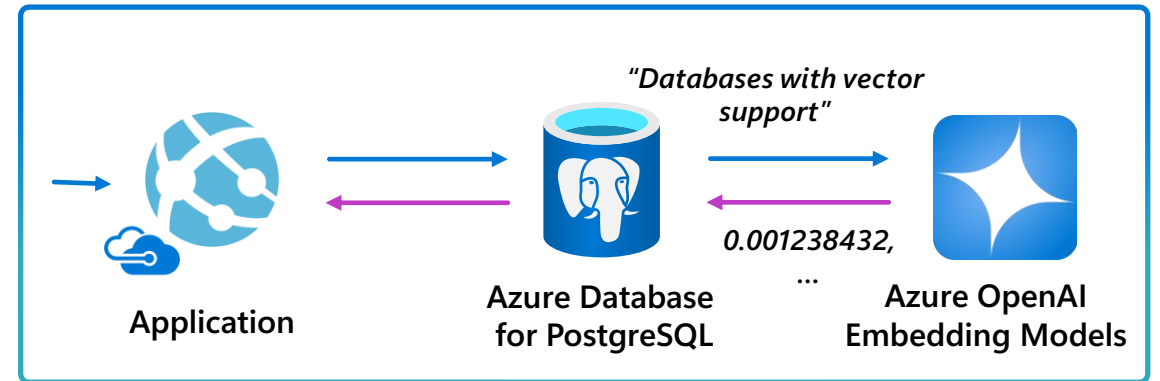 “Databases with vector
support”
0.001238432,
...
Application
Azure Database
for PostgreSQL
Azure OpenAI
Embedding Models